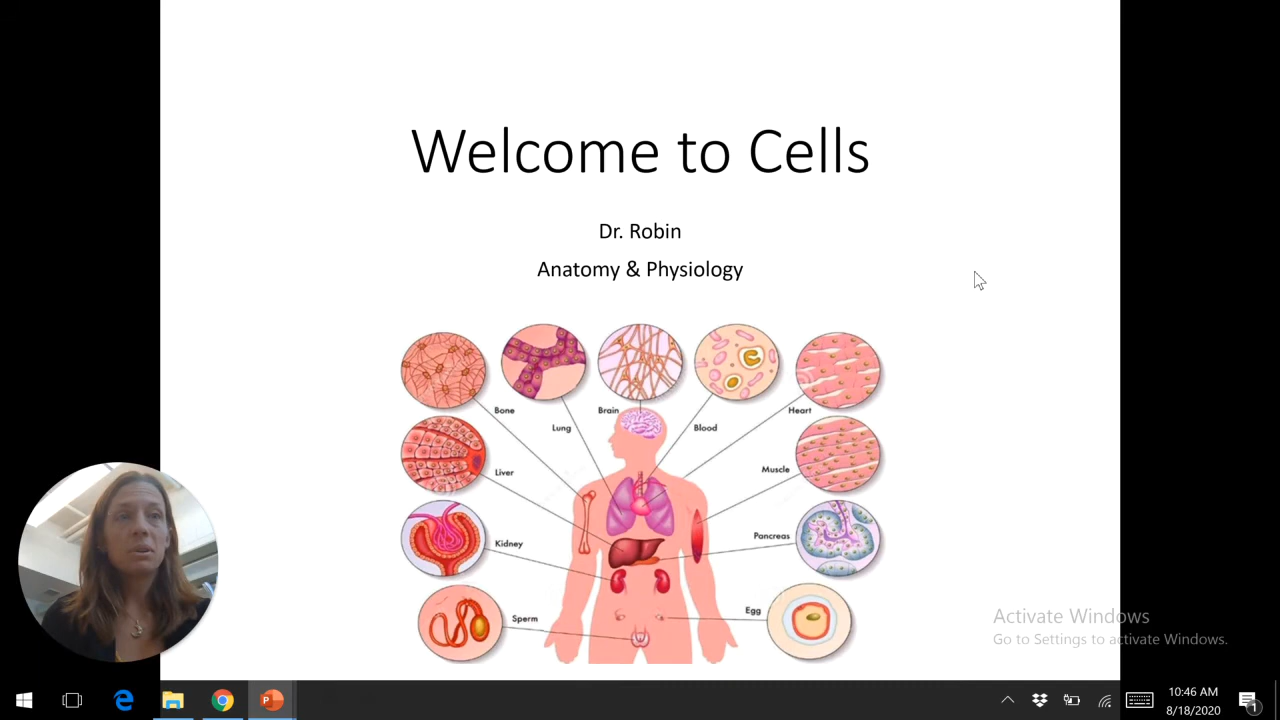 Welcome to Cells
Dr. Robin
Anatomy & Physiology
Bone
Lung
Brain
Blood
Heart
Liver
Muscle
Kidney
Pancreas
Sperm
Egg
Activate Windows
Go to Settings to activate Windows.
10:46 AM
8/18/2020
1